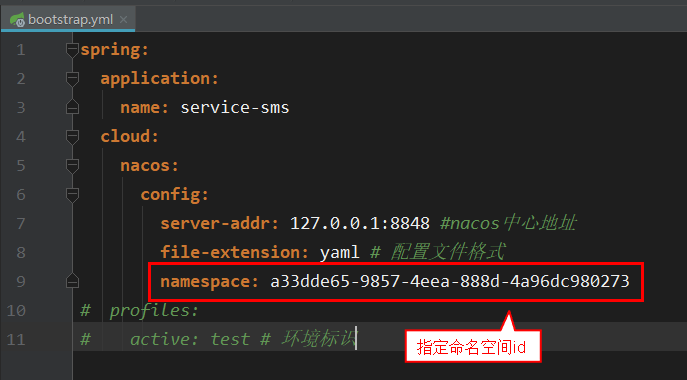 bootstrap.yml
1 spring:
2 application:
3 name: service-sms
4 cloud:
5 nacos:
6 config:
7 server-addr: 127.0.0.1:8848 #nacos中心地址
8 file-extension: yaml # 配置文件格式
9 namespace: a33dde65-9857-4eea-888d-4a96dc980273
10 # profiles:
11 # active: test # 环境标识
指定命名空间id